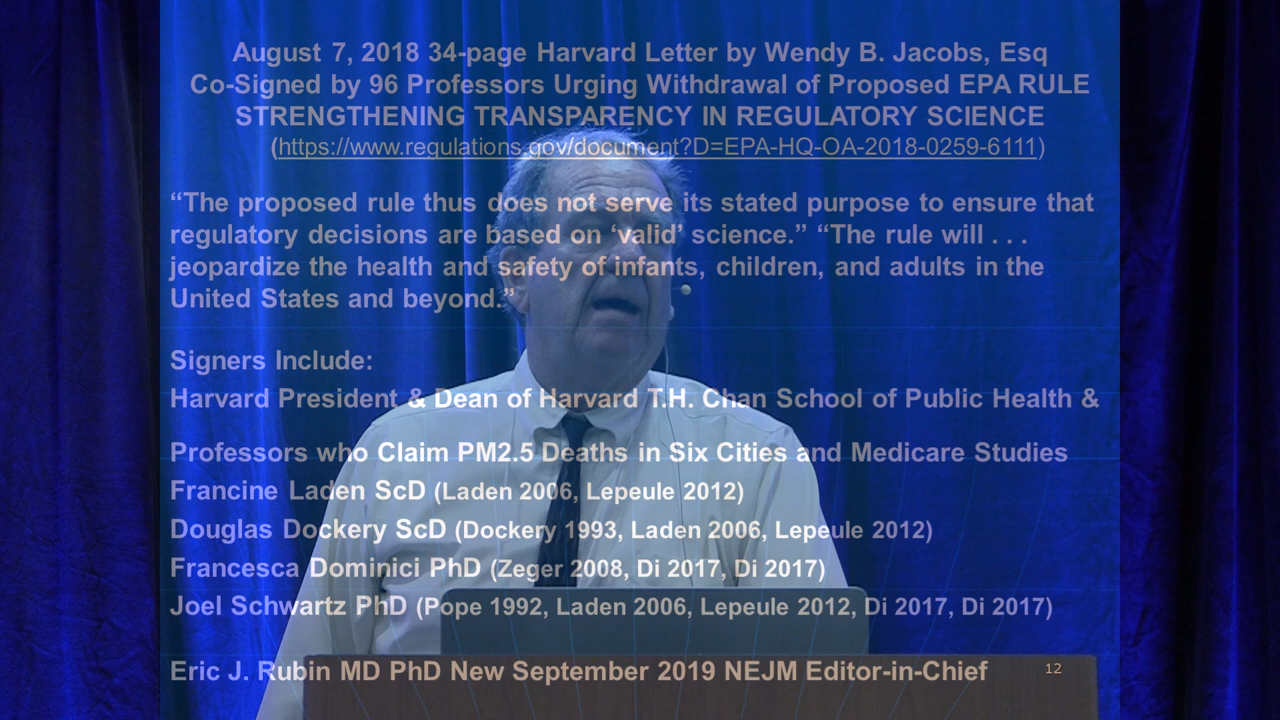 August 7, 2018 34-page Harvard Letter by Wendy B. Jacobs, Esq
Co-Signed by 96 Professors Urging Withdrawal of Proposed EPA RULE
STRENGTHENING TRANSPARENCY IN REGULATORY SCIENCE
(https://www.regulations.gov/document?D=EPA-HQ-OA-2018-0259-6111)
“The proposed rule thus does not serve its stated purpose to ensure that
regulatory decisions are based on ‘valid’ science.” “The rule will . . .
jeopardize the health and safety of infants, children, and adults in the
United States and beyond.”
Signers Include:
Harvard President & Dean of Harvard T.H. Chan School of Public Health &
Professors who Claim PM2.5 Deaths in Six Cities and Medicare Studies
Francine Laden ScD (Laden 2006, Lepeule 2012)
Douglas Dockery ScD (Dockery 1993, Laden 2006, Lepeule 2012)
Francesca Dominici PhD (Zeger 2008, Di 2017, Di 2017)
Joel Schwartz PhD (Pope 1992, Laden 2006, Lepeule 2012, Di 2017, Di 2017)
Eric J. Rubin MD PhD New September 2019 NEJM Editor-in-Chief
12